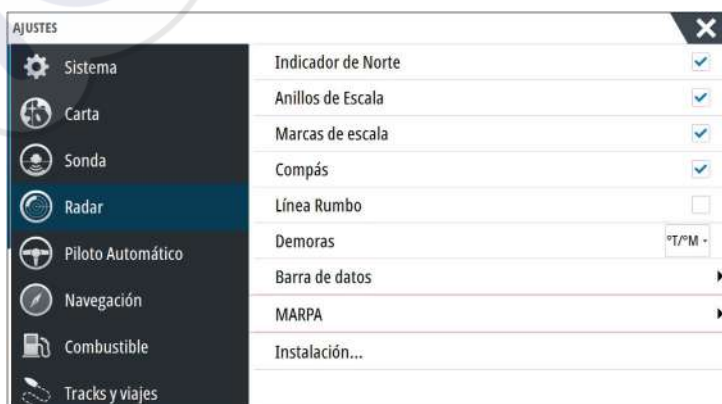 AJUSTES
Sistema
Carta
Sonda
Radar
Piloto Automático
Navegación
Combustible
Tracks y viajes
Indicador de Norte
Anillos de Escala
Marcas de escala
Compás
Línea Rumbo
Demoras °T/°M
Barra de datos
MARPA
Instalación...